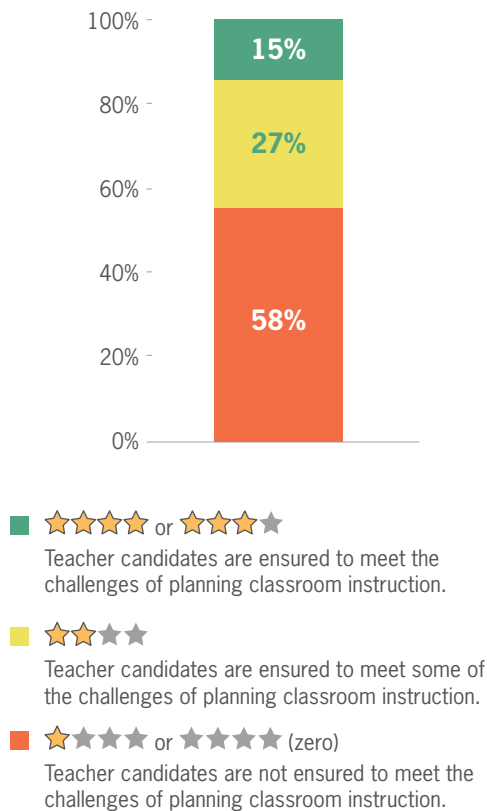 100%
15%
80%
27%
60%
40%
58%
20%
0%
or
Teacher candidates are ensured to meet the
challenges of planning classroom instruction.
Teacher candidates are ensured to meet some of
the challenges of planning classroom instruction.
or (zero)
Teacher candidates are not ensured to meet the
challenges of planning classroom instruction.